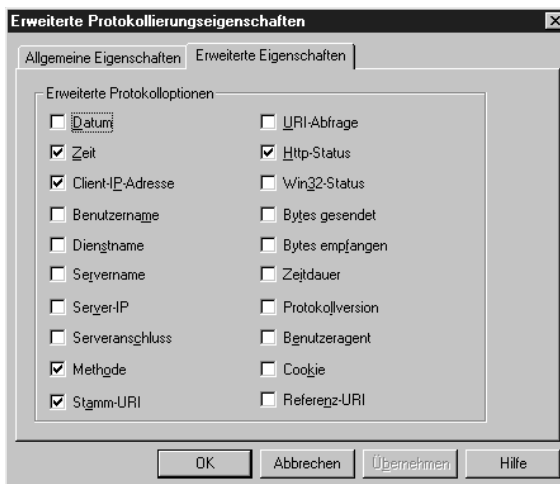 Erweiterte Protokollierungseigenschaften
Allgemeine Eigenschaften
Erweiterte Eigenschaften
Erweiterte Protokolloptionen
Datum
Zeit
Client-IP-Adresse
Benutzername
Dienstname
Servername
Server-IP
Serveranschluss
Methode
Stamm-URI
URI-Abfrage
Http-Status
Win32-Status
Bytes gesendet
Bytes empfangen
Zeitdauer
Protokollversion
Benutzeragent
Cookie
Referenz-URI
OK
Abbrechen
Übernehmen
Hilfe